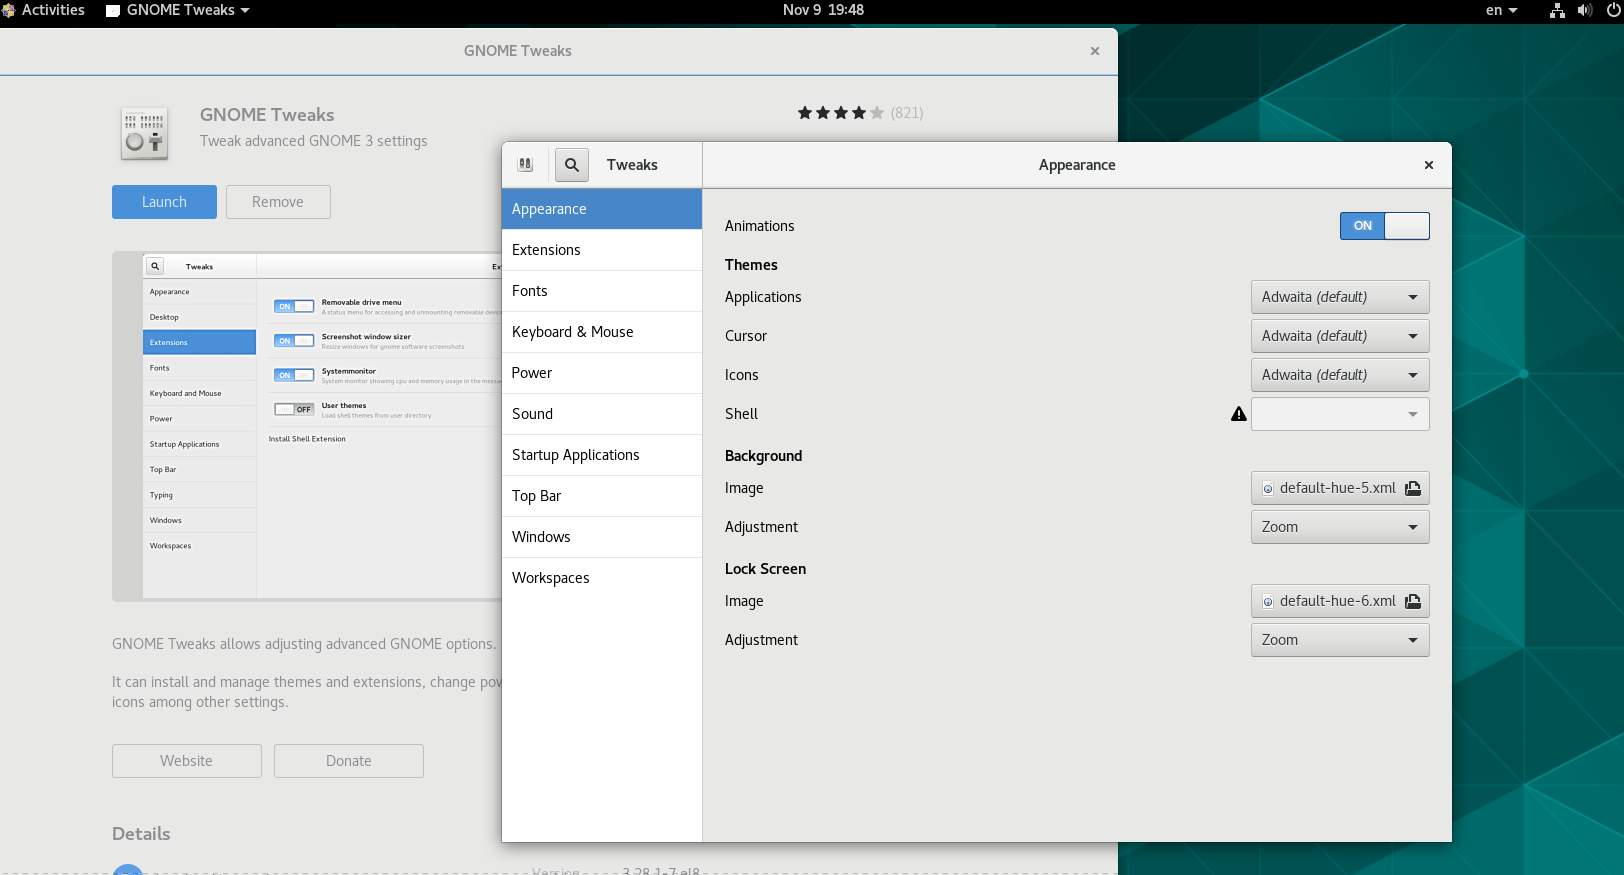 Activities GNOME Tweaks Nov 9 19:48 en
GNOME Tweaks
GNOME Tweaks
Tweak advanced GNOME 3 settings
(821)
Launch Remove
Tweaks
Appearance
Desktop
Extensions
Fonts
Keyboard and Mouse
Power
Startup Applications
Top Bar
Typing
Windows
Workspaces
ON Removable drive menu
A status menu for accessing and unmounting removable
ON Screenshot window sizer
Resize windows for gnome software screenshots
ON Systemmonitor
System monitor showing cpu and memory usage in the
OFF User themes
Load shell themes from user directory.
Install Shell Extension
GNOME Tweaks allows adjusting advanced GNOME options.
It can install and manage themes and extensions, change
icons among other settings.
Website Donate
Details
3.28.1-7.el8
Tweaks
Appearance
Extensions
Fonts
Keyboard & Mouse
Power
Sound
Startup Applications
Top Bar
Windows
Workspaces
Appearance
Animations ON
Themes
Applications Adwaita (default)
Cursor Adwaita (default)
Icons Adwaita (default)
Shell
Background
Image default-hue-5.xml
Adjustment Zoom
Lock Screen
Image default-hue-6.xml
Adjustment Zoom